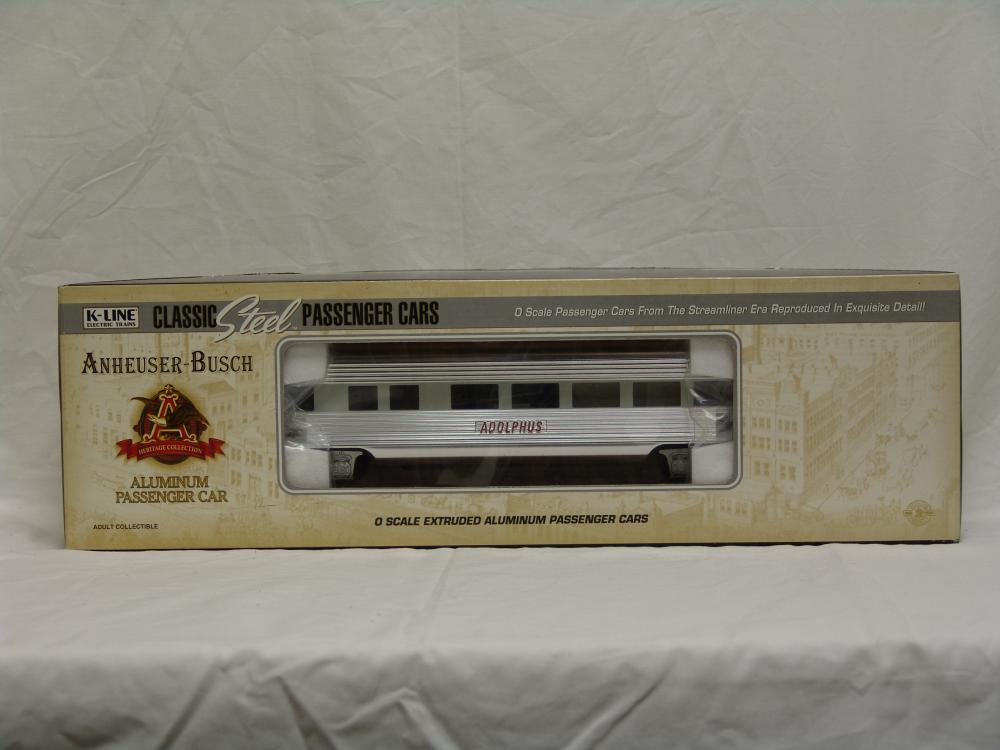 K-LINE
ELECTRIC TRAINS
CLASSIC Steel PASSENGER CARS
O Scale Passenger Cars From The Streamliner Era Reproduced In Exquisite Detail!
ANHEUSER-BUSCH
A
HERITAGE COLLECTION
ALUMINUM
PASSENGER CAR
ADULT COLLECTIBLE
ADOLPHUS
O SCALE EXTRUDED ALUMINUM PASSENGER CARS